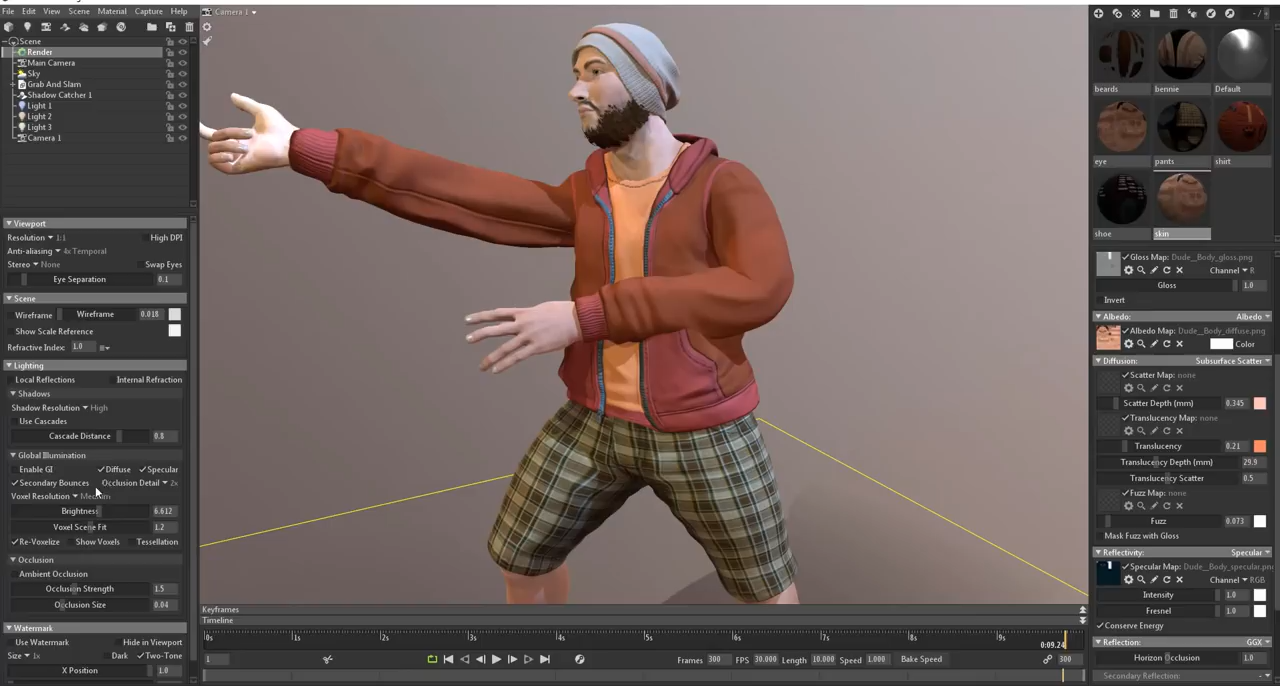 File Edit View Scene Material Capture Help
Camera 1
Scene
Render
Main Camera
Sky
Grab And Slam
Shadow Catcher 1
Light 1
Light 2
Light 3
Camera 1
Viewport
Resolution 1:1 High DPI
Anti-aliasing 4x Temporal
Stereo None Swap Eyes
Eye Separation 0.1
Scene
Wireframe Wireframe 0.018
Show Scale Reference
Refractive Index: 1.0
Lighting
Local Reflections Internal Refraction
Shadows
Shadow Resolution High
Use Cascades
Cascade Distance 0.8
Global Illumination
Enable GI Diffuse Specular
Secondary Bounces Occlusion Detail 2x
Voxel Resolution Medium
Brightness 6.612
Voxel Scene Fit 1.2
Re-Voxelize Show Voxels Tessellation
Occlusion
Ambient Occlusion
Occlusion Strength 1.5
Occlusion Size 0.04
Watermark
Use Watermark Hide in Viewport
Size 1x Dark Two-Tone
X Position 1.0
Keyframes
Timeline
0s 1s 2s 3s 4s 5s 6s 7s 8s 9s
0:09.24
1 Frames 300 FPS 30.000 Length 10.000 Speed 1.000 Bake Speed 300
beards bennie Default
eye pants shirt
shoe skin
Gloss Map: Dude__Body_gloss.png
Channel R
Gloss 1.0
Invert
Albedo: Albedo
Albedo Map: Dude__Body_diffuse.png
Color
Diffusion: Subsurface Scatter
Scatter Map: none
Scatter Depth (mm) 0.345
Translucency Map: none
Translucency 0.21
Translucency Depth (mm) 29.9
Translucency Scatter 0.5
Fuzz Map: none
Fuzz 0.073
Mask Fuzz with Gloss
Reflectivity: Specular
Specular Map: Dude_Body_specular.pn
Channel RGB
Intensity 1.0
Fresnel 1.0
Conserve Energy
Reflection: GGX
Horizon Occlusion 1.0
Secondary Reflection: